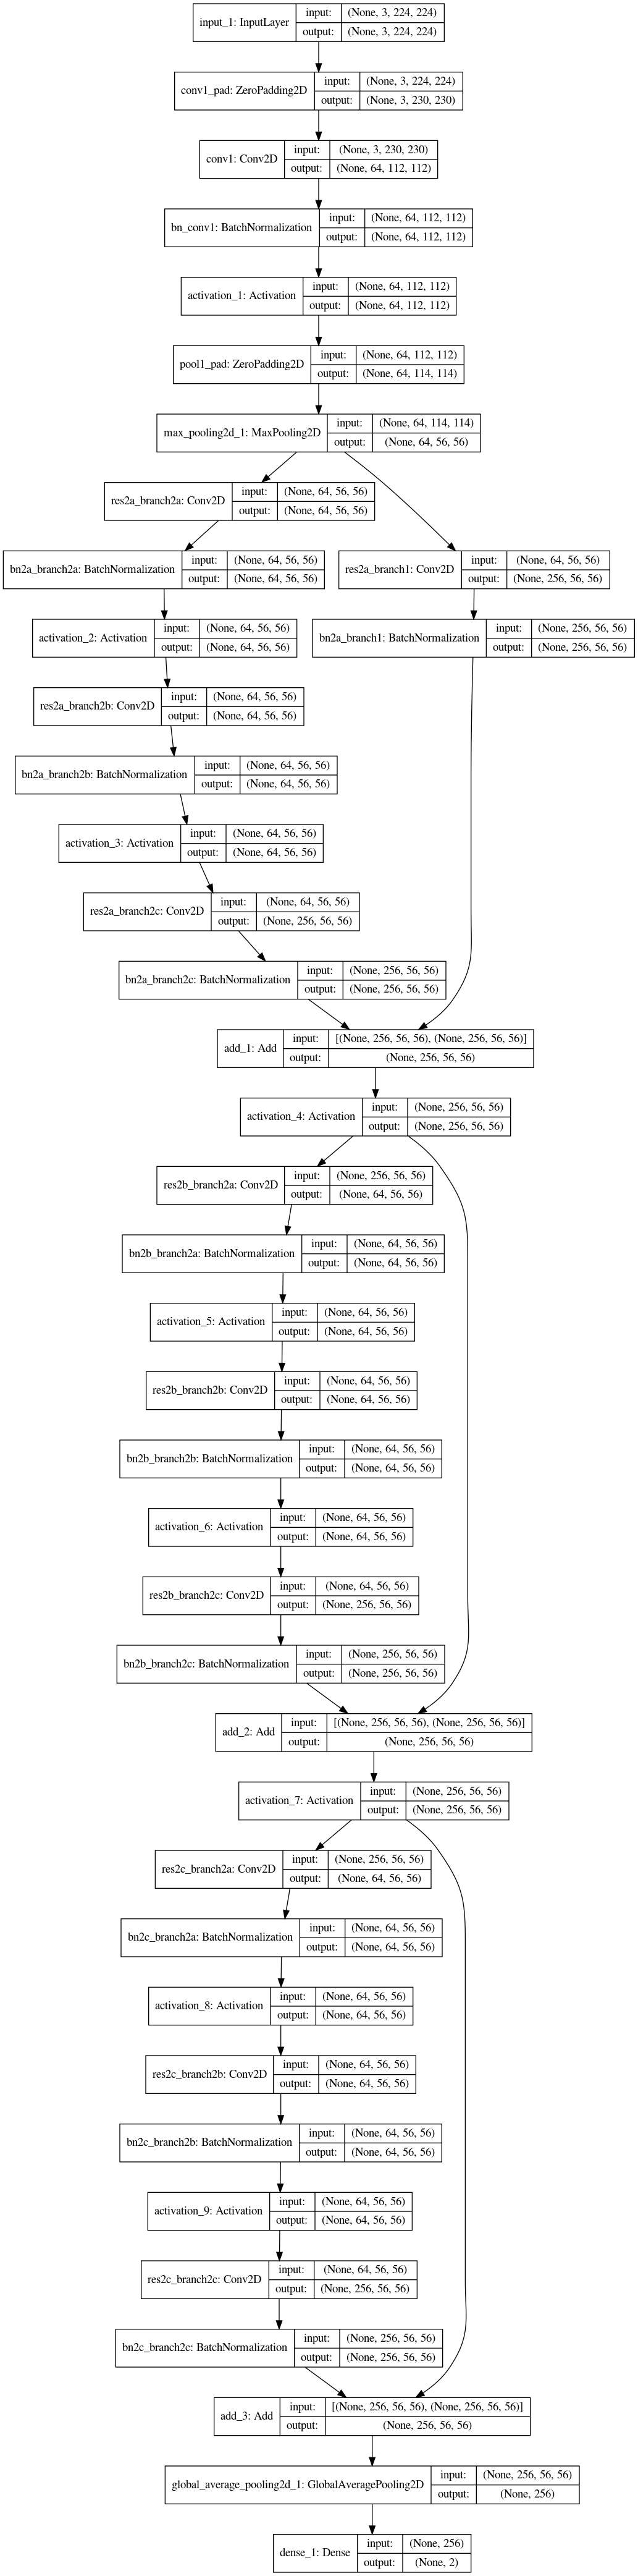 input_1: InputLayer
input: (None, 3, 224, 224)
output: (None, 3, 224, 224)
conv1_pad: ZeroPadding2D
input: (None, 3, 224, 224)
output: (None, 3, 230, 230)
conv1: Conv2D
input: (None, 3, 230, 230)
output: (None, 64, 112, 112)
bn_conv1: BatchNormalization
input: (None, 64, 112, 112)
output: (None, 64, 112, 112)
activation_1: Activation
input: (None, 64, 112, 112)
output: (None, 64, 112, 112)
pool1_pad: ZeroPadding2D
input: (None, 64, 112, 112)
output: (None, 64, 114, 114)
max_pooling2d_1: MaxPooling2D
input: (None, 64, 114, 114)
output: (None, 64, 56, 56)
res2a_branch2a: Conv2D
input: (None, 64, 56, 56)
output: (None, 64, 56, 56)
bn2a_branch2a: BatchNormalization
input: (None, 64, 56, 56)
output: (None, 64, 56, 56)
res2a_branch1: Conv2D
input: (None, 64, 56, 56)
output: (None, 256, 56, 56)
activation_2: Activation
input: (None, 64, 56, 56)
output: (None, 64, 56, 56)
bn2a_branch1: BatchNormalization
input: (None, 256, 56, 56)
output: (None, 256, 56, 56)
res2a_branch2b: Conv2D
input: (None, 64, 56, 56)
output: (None, 64, 56, 56)
bn2a_branch2b: BatchNormalization
input: (None, 64, 56, 56)
output: (None, 64, 56, 56)
activation_3: Activation
input: (None, 64, 56, 56)
output: (None, 64, 56, 56)
res2a_branch2c: Conv2D
input: (None, 64, 56, 56)
output: (None, 256, 56, 56)
bn2a_branch2c: BatchNormalization
input: (None, 256, 56, 56)
output: (None, 256, 56, 56)
add_1: Add
input: [(None, 256, 56, 56), (None, 256, 56, 56)]
output: (None, 256, 56, 56)
activation_4: Activation
input: (None, 256, 56, 56)
output: (None, 256, 56, 56)
res2b_branch2a: Conv2D
input: (None, 256, 56, 56)
output: (None, 64, 56, 56)
bn2b_branch2a: BatchNormalization
input: (None, 64, 56, 56)
output: (None, 64, 56, 56)
activation_5: Activation
input: (None, 64, 56, 56)
output: (None, 64, 56, 56)
res2b_branch2b: Conv2D
input: (None, 64, 56, 56)
output: (None, 64, 56, 56)
bn2b_branch2b: BatchNormalization
input: (None, 64, 56, 56)
output: (None, 64, 56, 56)
activation_6: Activation
input: (None, 64, 56, 56)
output: (None, 64, 56, 56)
res2b_branch2c: Conv2D
input: (None, 64, 56, 56)
output: (None, 256, 56, 56)
bn2b_branch2c: BatchNormalization
input: (None, 256, 56, 56)
output: (None, 256, 56, 56)
add_2: Add
input: [(None, 256, 56, 56), (None, 256, 56, 56)]
output: (None, 256, 56, 56)
activation_7: Activation
input: (None, 256, 56, 56)
output: (None, 256, 56, 56)
res2c_branch2a: Conv2D
input: (None, 256, 56, 56)
output: (None, 64, 56, 56)
bn2c_branch2a: BatchNormalization
input: (None, 64, 56, 56)
output: (None, 64, 56, 56)
activation_8: Activation
input: (None, 64, 56, 56)
output: (None, 64, 56, 56)
res2c_branch2b: Conv2D
input: (None, 64, 56, 56)
output: (None, 64, 56, 56)
bn2c_branch2b: BatchNormalization
input: (None, 64, 56, 56)
output: (None, 64, 56, 56)
activation_9: Activation
input: (None, 64, 56, 56)
output: (None, 64, 56, 56)
res2c_branch2c: Conv2D
input: (None, 64, 56, 56)
output: (None, 256, 56, 56)
bn2c_branch2c: BatchNormalization
input: (None, 256, 56, 56)
output: (None, 256, 56, 56)
add_3: Add
input: [(None, 256, 56, 56), (None, 256, 56, 56)]
output: (None, 256, 56, 56)
global_average_pooling2d_1: GlobalAveragePooling2D
input: (None, 256, 56, 56)
output: (None, 256)
dense_1: Dense
input: (None, 256)
output: (None, 2)